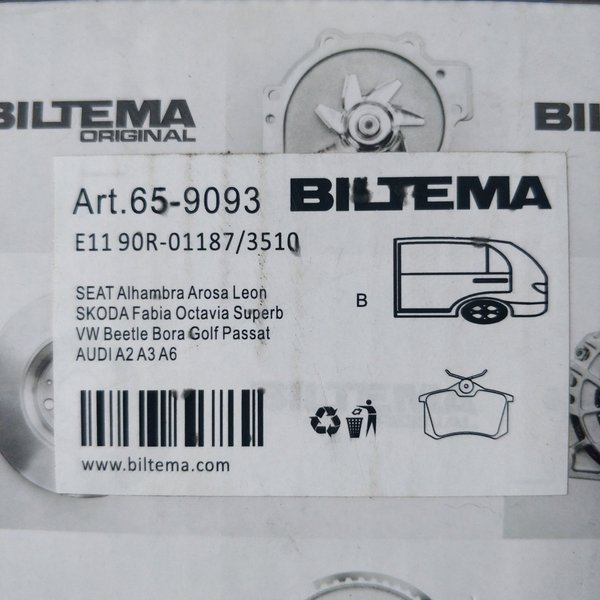 BILTEMA
ORIGINAL
BIL
Art.65-9093
BILTEMA
E11 90R-01187/3510
B
SEAT Alhambra Arosa Leon
SKODA Fabia Octavia Superb
VW Beetle Bora Golf Passat
AUDI A2 A3 A6
www.biltema.com